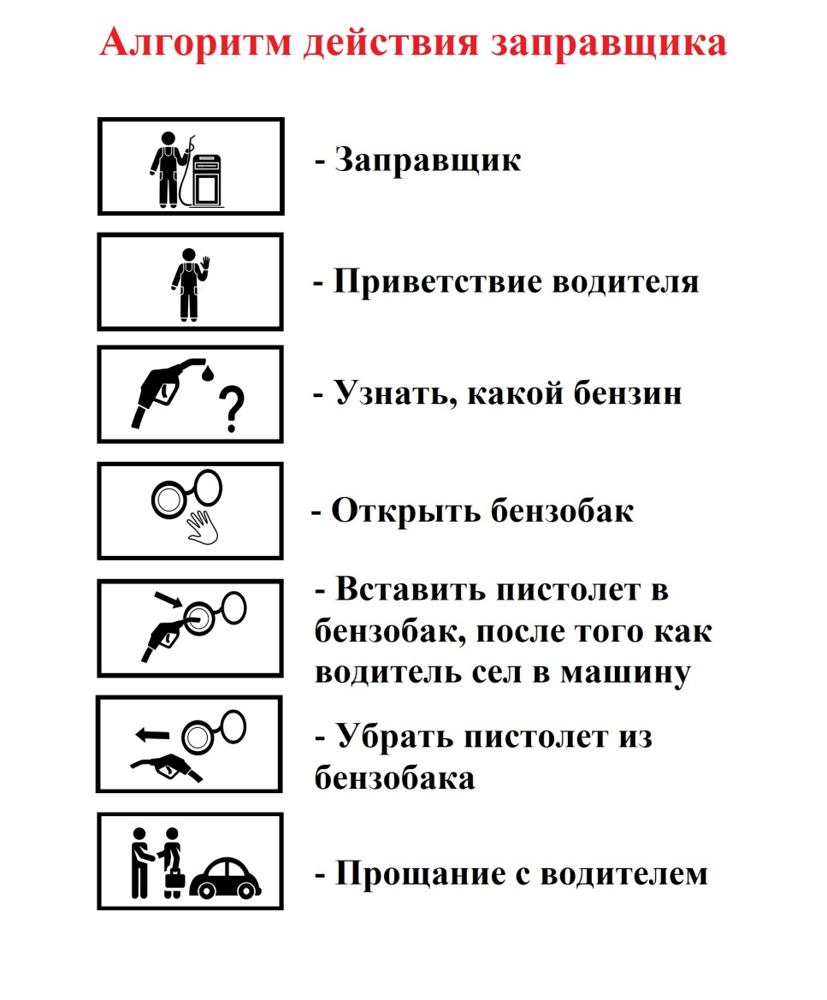 Алгоритм действия заправщика
- Заправщик
- Приветствие водителя
?
- Узнать, какой бензин
- Открыть бензобак
- Вставить пистолет в
бензобак, после того как
водитель сел в машину
- Убрать пистолет из
бензобака
- Прощание с водителем